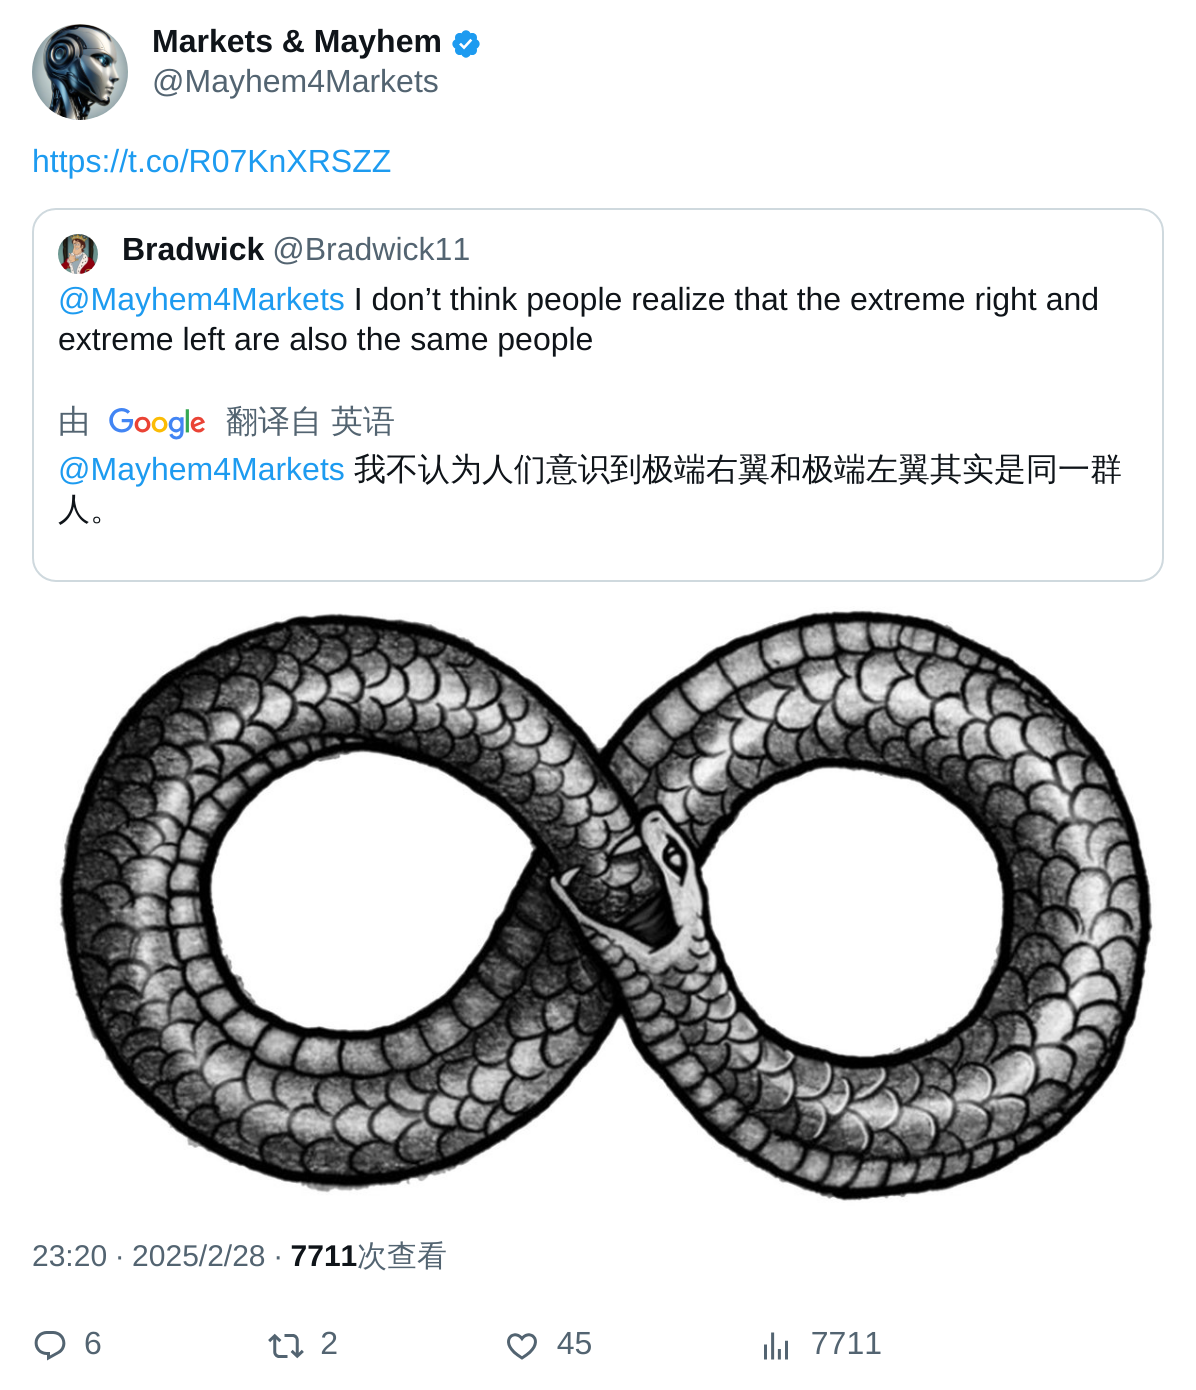 Markets & Mayhem
@Mayhem4Markets
https://t.co/R07KnXRSZZ
Bradwick @Bradwick11
@Mayhem4Markets I don’t think people realize that the extreme right and
extreme left are also the same people
由 Google 翻译自 英语
@Mayhem4Markets 我不认为人们意识到极端右翼和极端左翼其实是同一群
人。
23:20 · 2025/2/28 · 7711次查看
6 2 45 7711